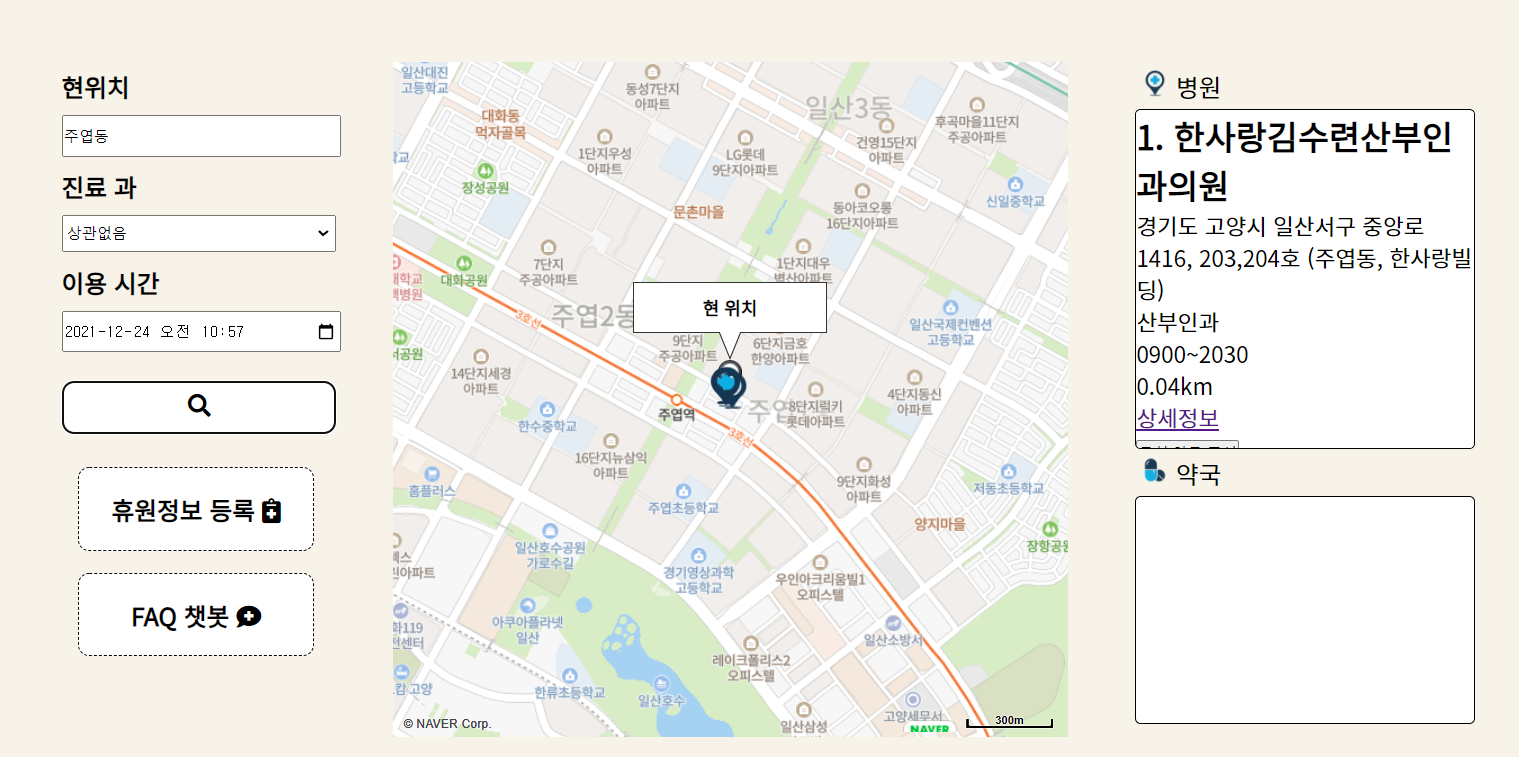 현위치
주엽동
진료 과
상관없음
이용 시간
2021-12-24 오전 10:57
휴원정보 등록
FAQ 챗봇
일산대진
고등학교
동성7단지
아파트
일산3동
후곡마을11단지
주공아파트
대화동
먹자골목
1단지우성
아파트
LG롯데
9단지아파트
건영15단지
아파트
장성공원
신일중학교
문촌마을
동아코오롱
16단지아파트
7단지
주공아파트
대화공원
1단지대우
벽산아파트
현 위치
3호선
주엽2동
일산국제컨벤션
고등학교
9단지
주공아파트
6단지금호
한양아파트
14단지세경
아파트
4단지동신
아파트
8단지럭키
롯데아파트
주엽역
한수중학교
3호선
16단지뉴삼익
아파트
9단지화성
아파트
홈플러스
저동초등학교
주엽초등학교
양지마을
일산호수공원
가로수길
장항공원
경기영상과학
고등학교
우인아크리움빌1
오피스텔
아쿠아플라넷
일산
일산소방서
레이크폴리스2
오피스텔
한류초등학교
일산호수
고양세무서
일산삼성
© NAVER Corp.
300m
NAVER
병원
1. 한사랑김수련산부인
과의원
경기도 고양시 일산서구 중앙로
1416, 203,204호 (주엽동, 한사랑빌
딩)
산부인과
0900~2030
0.04km
상세정보
약국